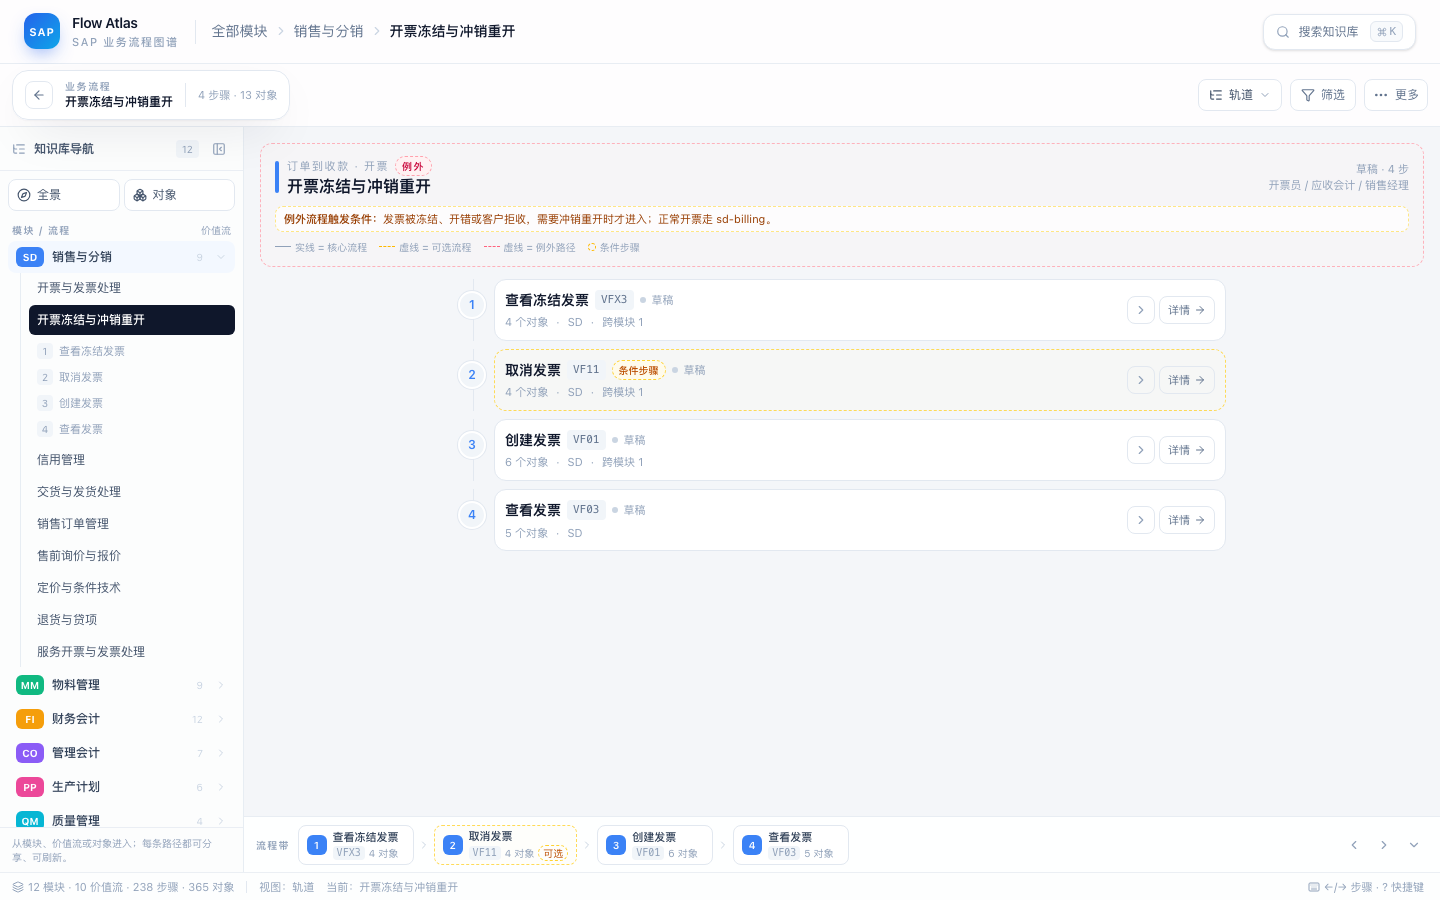 SAP
Flow Atlas
SAP 业务流程图谱
全部模块 > 销售与分销 > 开票冻结与冲销重开
搜索知识库 ⌘K
业务流程
开票冻结与冲销重开
4 步骤 · 13 对象
轨道
筛选
更多
知识库导航 12
全景 对象
模块 / 流程 价值流
SD 销售与分销 9
开票与发票处理
开票冻结与冲销重开
1 查看冻结发票
2 取消发票
3 创建发票
4 查看发票
信用管理
交货与发货处理
销售订单管理
售前询价与报价
定价与条件技术
退货与贷项
服务开票与发票处理
MM 物料管理 9
FI 财务会计 12
CO 管理会计 7
PP 生产计划 6
QM 质量管理 4
从模块、价值流或对象进入；每条路径都可分
享、可刷新。
订单到收款 · 开票 例外
开票冻结与冲销重开
草稿 · 4 步
开票员 / 应收会计 / 销售经理
例外流程触发条件：发票被冻结、开错或客户拒收，需要冲销重开时才进入；正常开票走 sd-billing。
实线 = 核心流程 虚线 = 可选流程 虚线 = 例外路径 条件步骤
1 查看冻结发票 VFX3 草稿
4 个对象 · SD · 跨模块 1
详情 →
2 取消发票 VF11 条件步骤 草稿
4 个对象 · SD · 跨模块 1
详情 →
3 创建发票 VF01 草稿
6 个对象 · SD · 跨模块 1
详情 →
4 查看发票 VF03 草稿
5 个对象 · SD
详情 →
流程带
1 查看冻结发票
VFX3 4 对象
2 取消发票
VF11 4 对象 可选
3 创建发票
VF01 6 对象
4 查看发票
VF03 5 对象
12 模块 · 10 价值流 · 238 步骤 · 365 对象
视图：轨道 当前：开票冻结与冲销重开
←/→ 步骤 · ? 快捷键